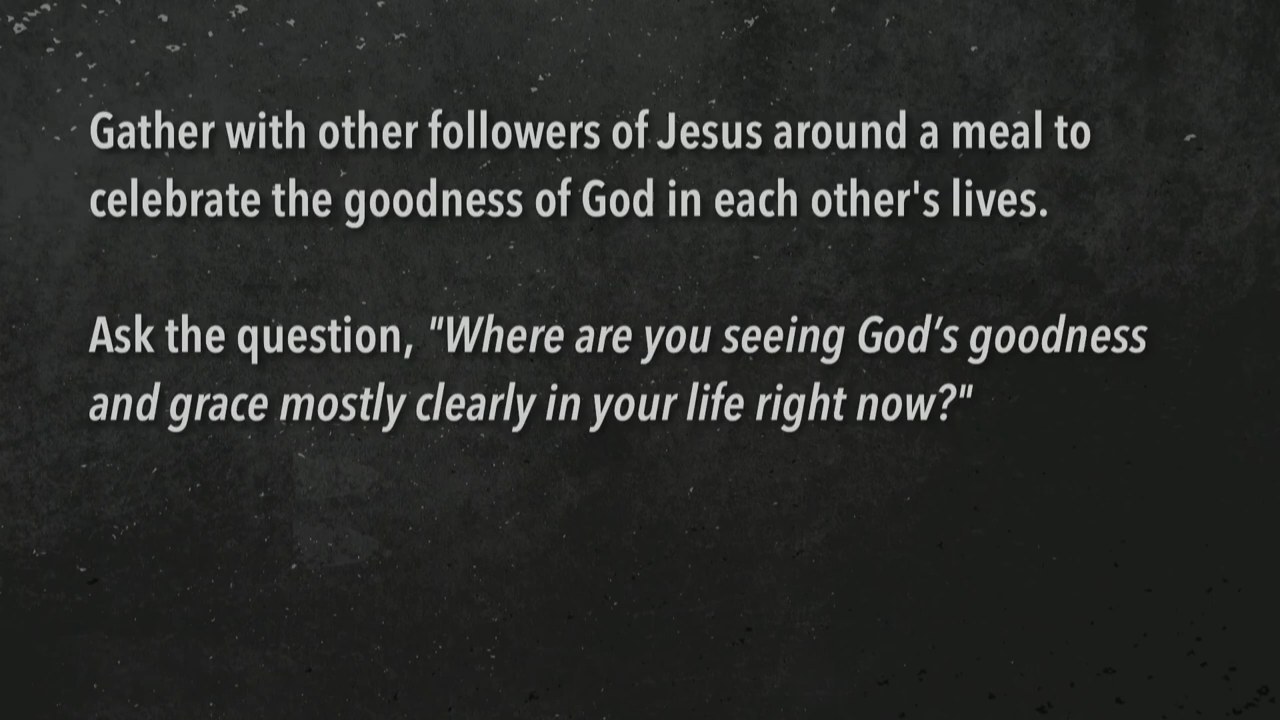 Gather with other followers of Jesus around a meal to
celebrate the goodness of God in each other's lives.
Ask the question, "Where are you seeing God’s goodness
and grace mostly clearly in your life right now?"